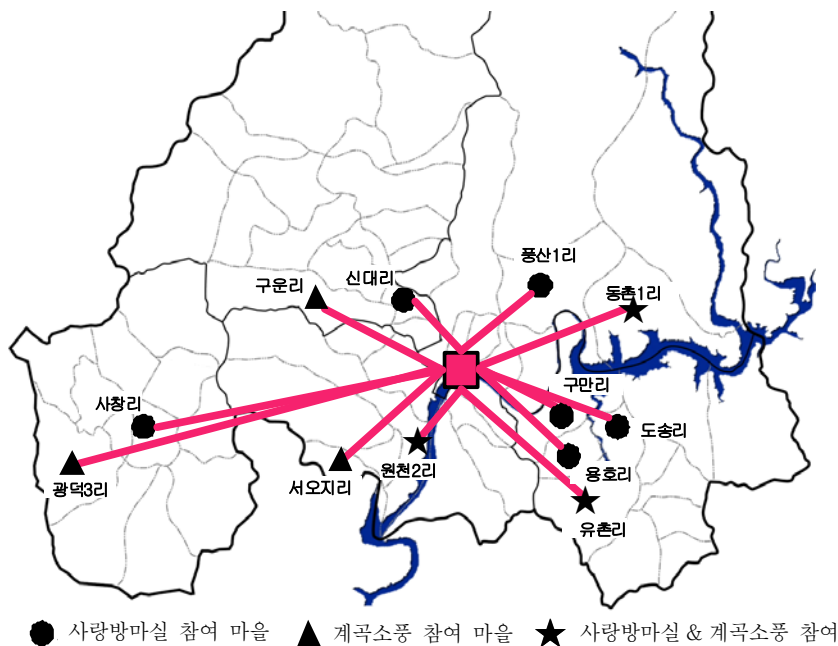 풍산1리
신대리
구운리
동촌1리
구만리
사창리
도송리
원천2리
서오지리
용호리
광덕3리
유촌리
사랑방마실 참여 마을
계곡소풍 참여 마을
사랑방마실 & 계곡소풍 참여